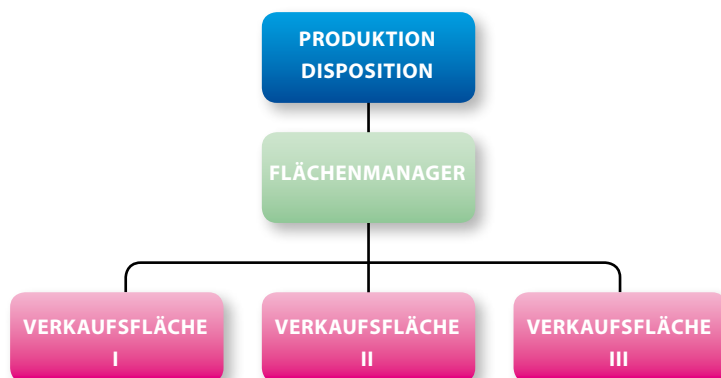 PRODUKTION
DISPOSITION
FLÄCHENMANAGER
VERKAUFSFLÄCHE
I
VERKAUFSFLÄCHE
II
VERKAUFSFLÄCHE
III